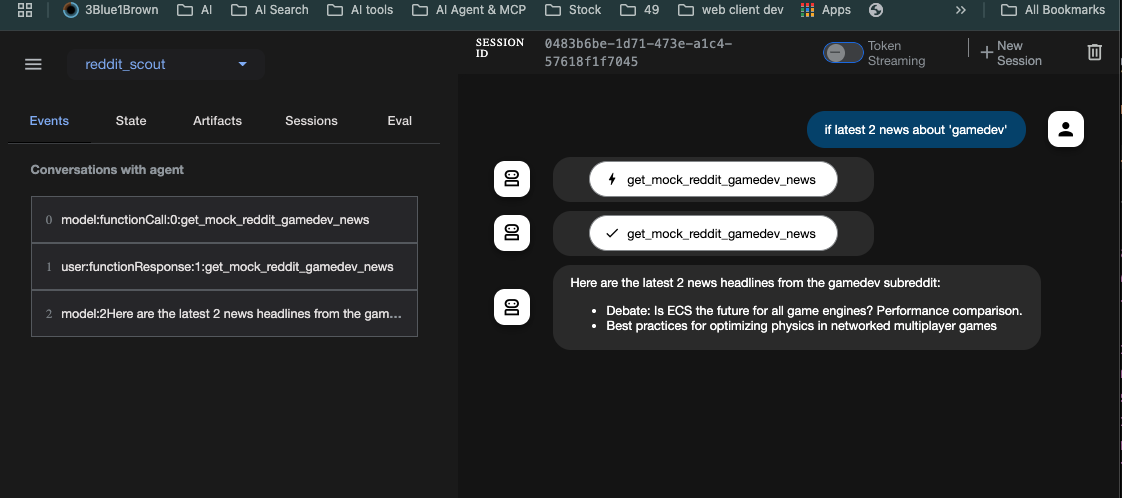 3Blue1Brown AI AI Search AI tools AI Agent & MCP Stock 49 web client dev Apps >> All Bookmarks
reddit_scout
SESSION ID 0483b6be-1d71-473e-a1c4-
57618f1f7045
Token
Streaming
New
Session
Events State Artifacts Sessions Eval
Conversations with agent
0 model:functionCall:0:get_mock_reddit_gamedev_news
1 user:functionResponse:1:get_mock_reddit_gamedev_news
2 model:2Here are the latest 2 news headlines from the gam...
if latest 2 news about 'gamedev'
get_mock_reddit_gamedev_news
get_mock_reddit_gamedev_news
Here are the latest 2 news headlines from the gamedev subreddit:
• Debate: Is ECS the future for all game engines? Performance comparison.
• Best practices for optimizing physics in networked multiplayer games